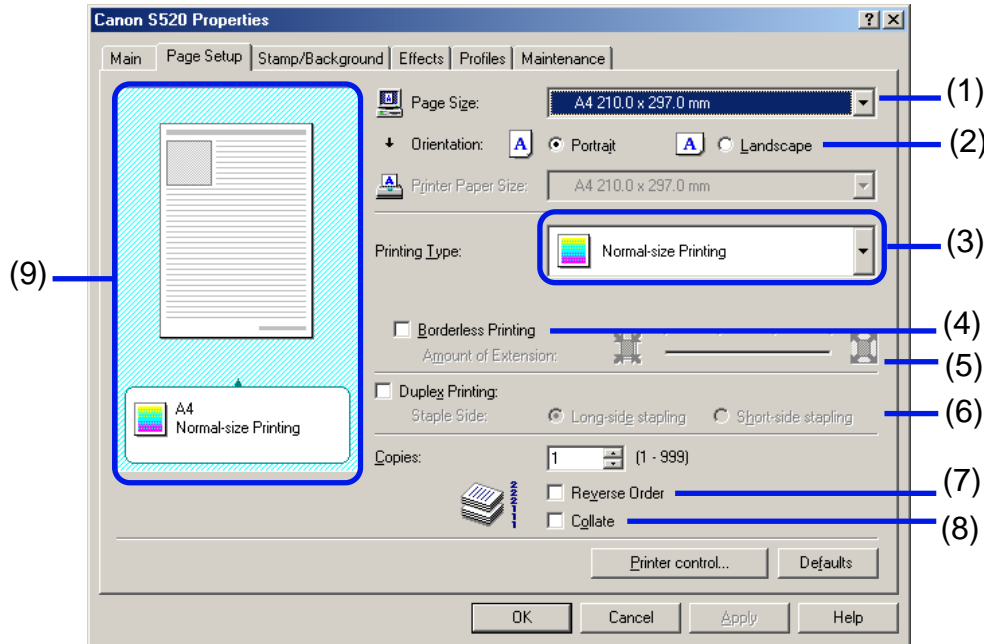 Canon S520 Properties
Main Page Setup Stamp/Background Effects Profiles Maintenance
Page Size: A4 210.0 x 297.0 mm (1)
Orientation: A Portrait A Landscape (2)
Printer Paper Size: A4 210.0 x 297.0 mm
Printing Type: Normal-size Printing (3)
(9)
Borderless Printing (4)
Amount of Extension: (5)
Duplex Printing:
Staple Side: Long-side stapling Short-side stapling (6)
A4
Normal-size Printing
Copies: 1 (1 - 999)
222111
Reverse Order (7)
Collate (8)
Printer control... Defaults
OK Cancel Apply Help